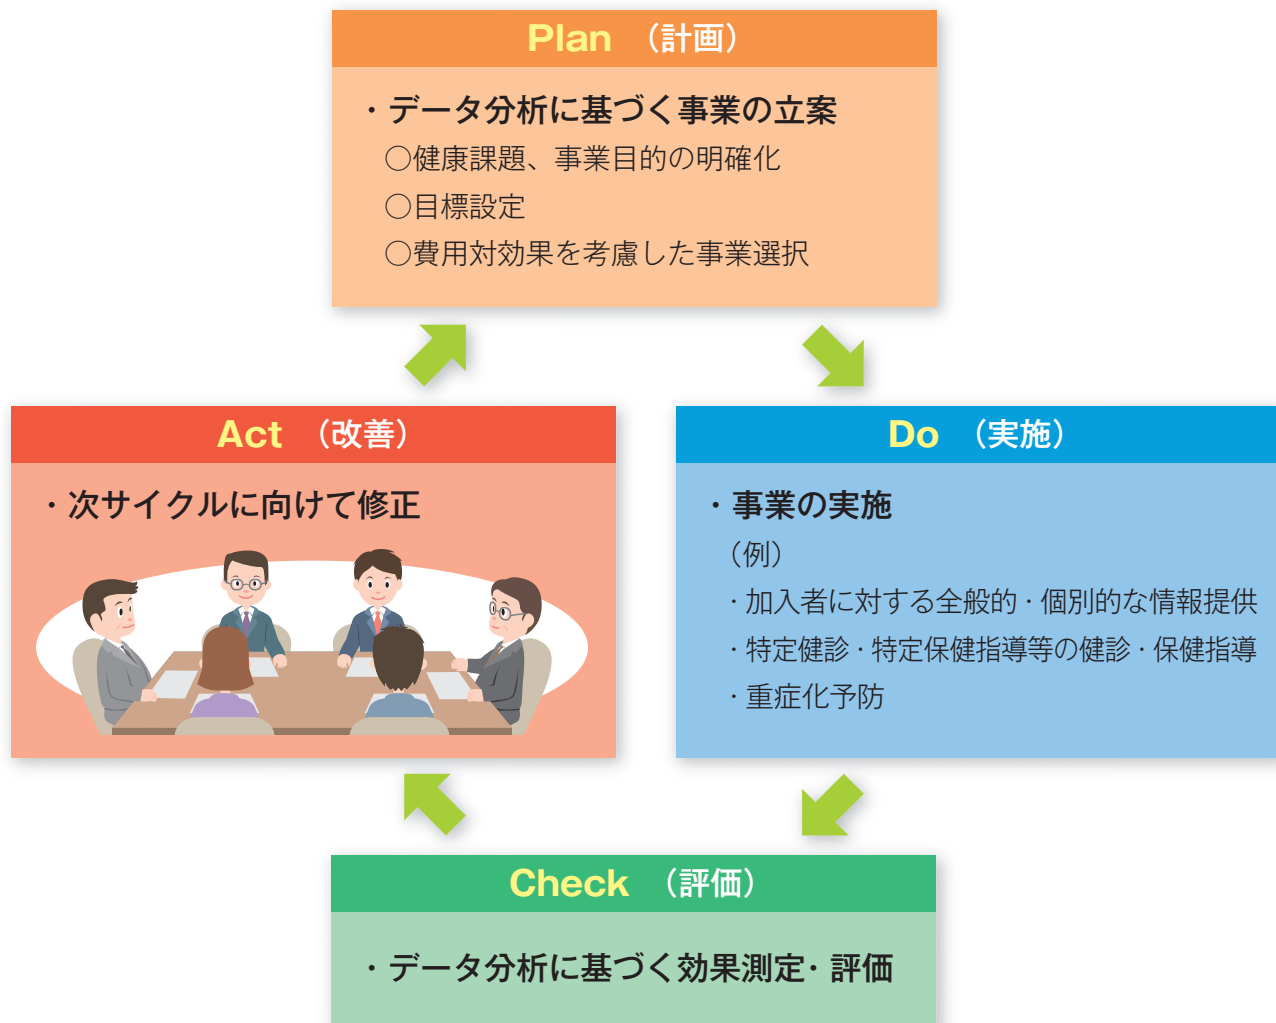 Plan （計画）
・データ分析に基づく事業の立案
○健康課題、事業目的の明確化
○目標設定
○費用対効果を考慮した事業選択
Act （改善）
・次サイクルに向けて修正
Do （実施）
・事業の実施
（例）
・加入者に対する全般的・個別的な情報提供
・特定健診・特定保健指導等の健診・保健指導
・重症化予防
Check （評価）
・データ分析に基づく効果測定・評価